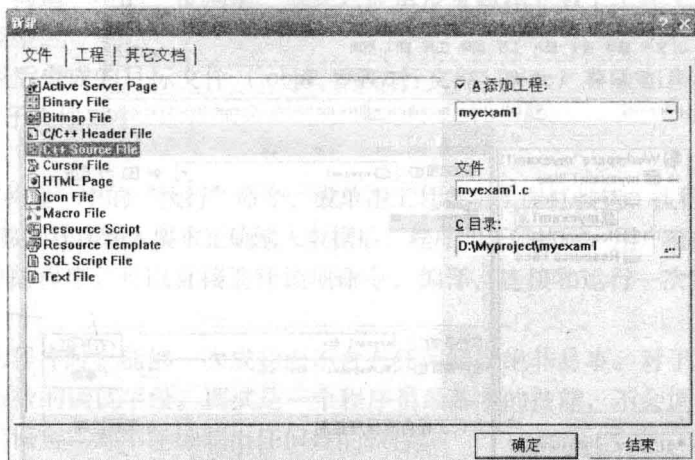 新建
文件 工程 其它文档
Active Server Page
Binary File
Bitmap File
C/C++ Header File
C++ Source File
Cursor File
HTML Page
Icon File
Macro File
Resource Script
Resource Template
SQL Script File
Text File
A添加工程:
myexam1
文件
myexam1.c
C目录:
D:\Myproject\myexam1
...
确定 结束